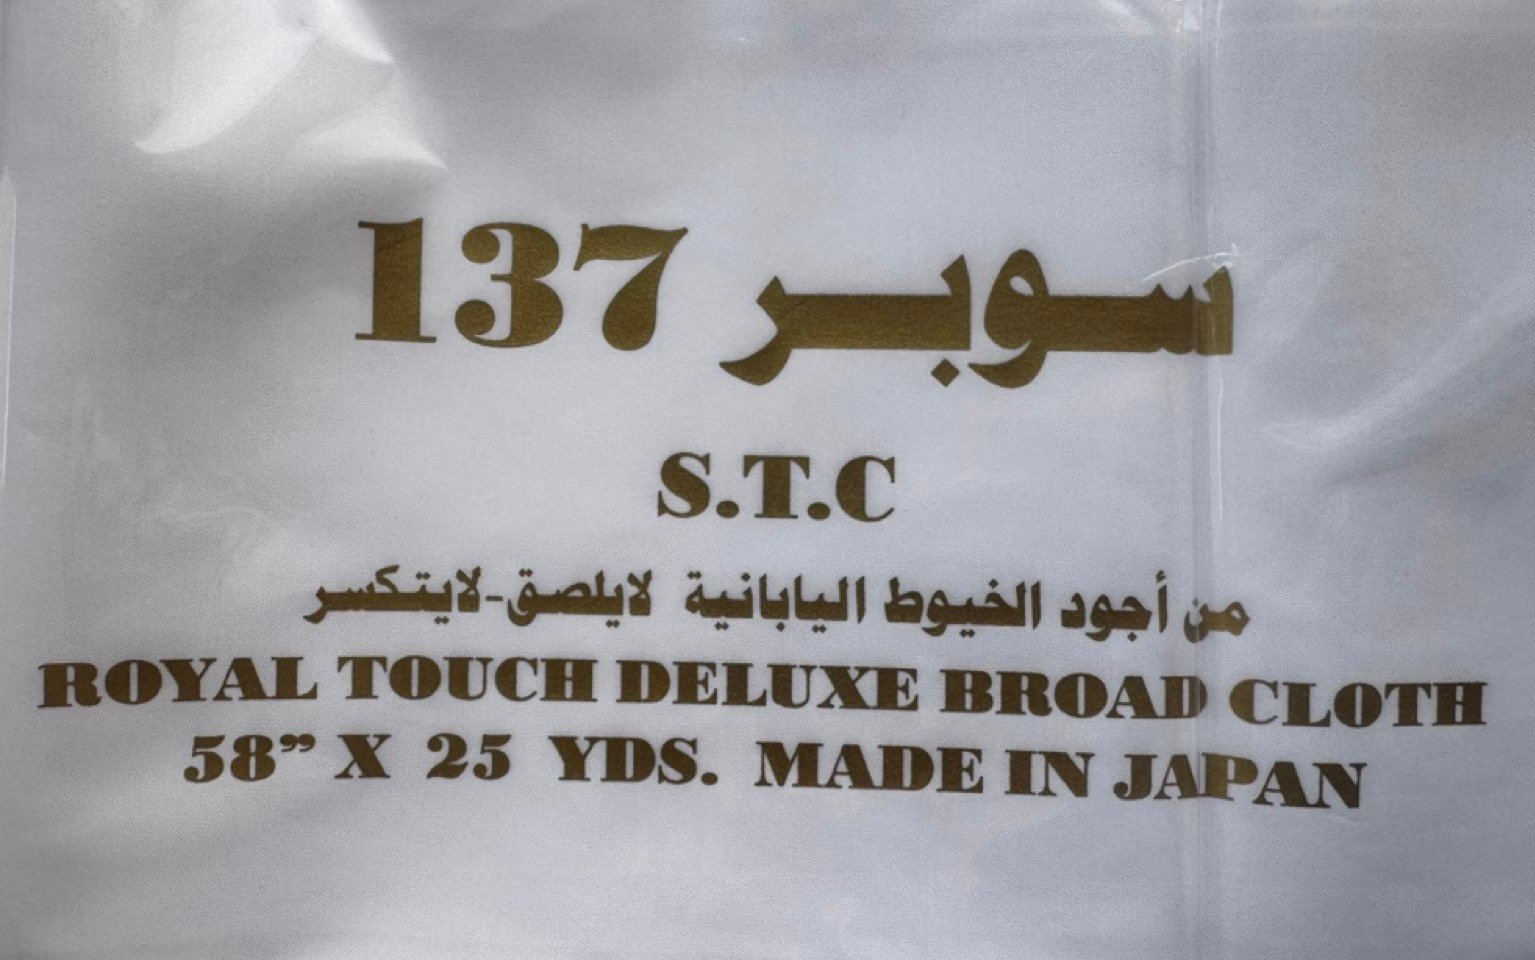 سوبر 137
S.T.C
من أجود الخيوط اليابانية لايلصق-لايتكسر
ROYAL TOUCH DELUXE BROAD CLOTH
58” X 25 YDS. MADE IN JAPAN